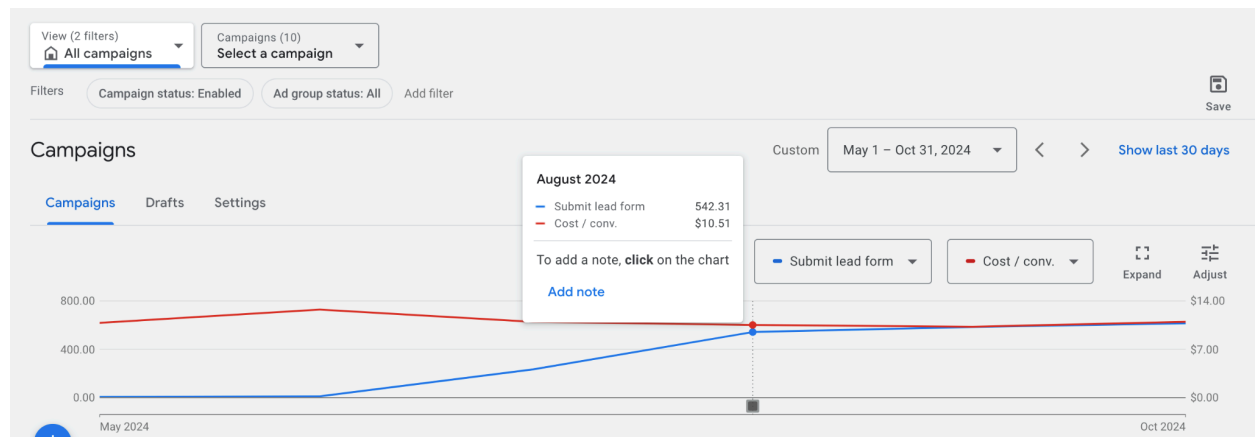 View (2 filters)
All campaigns
Campaigns (10)
Select a campaign
Filters
Campaign status: Enabled
Ad group status: All
Add filter
Save
Campaigns
Custom
May 1 – Oct 31, 2024
Show last 30 days
Campaigns
Drafts
Settings
August 2024
Submit lead form 542.31
Cost / conv. $10.51
To add a note, click on the chart
Add note
Submit lead form
Cost / conv.
Expand
Adjust
800.00
$14.00
400.00
$7.00
0.00
$0.00
May 2024
Oct 2024